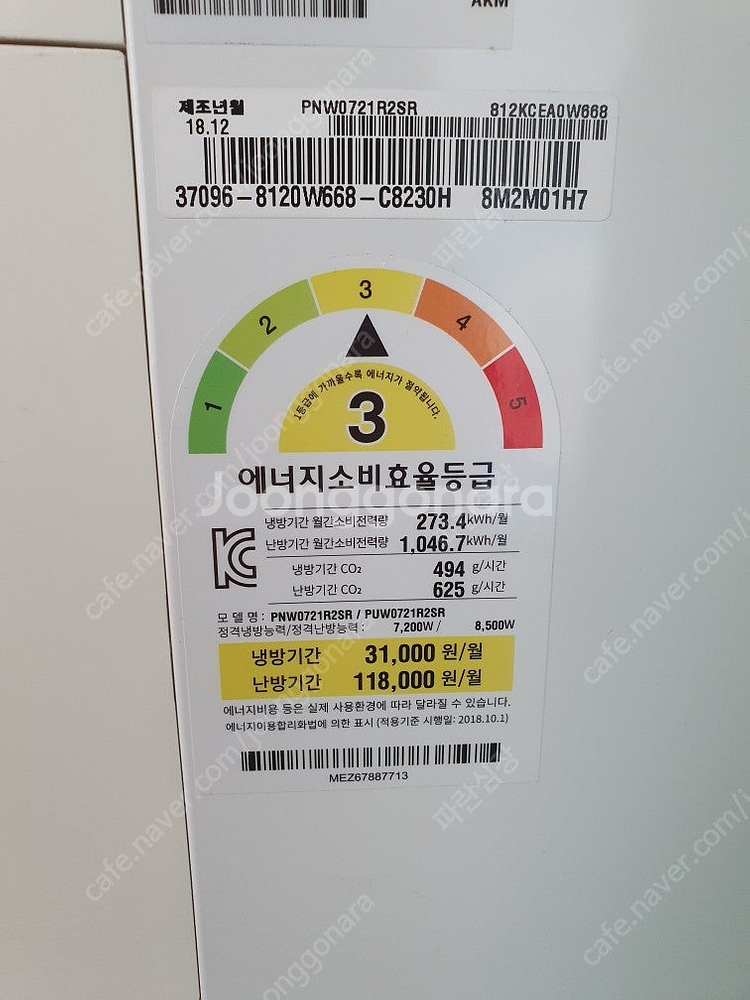 AKM
제조년월 PNW0721R2SR 812KCEA0W668
18.12
37096-8120W668-C8230H 8M2M01H7
1 2 3 4 5
1등급에 가까울수록 에너지가 절약됩니다.
3
에너지소비효율등급
Joonggonara
냉방기간 월간소비전력량 273.4kWh/월
난방기간 월간소비전력량 1,046.7kWh/월
냉방기간 CO₂ 494 g/시간
난방기간 CO₂ 625 g/시간
모 델 명 : PNW0721R2SR / PUW0721R2SR
정격냉방능력/정격난방능력 : 7,200W / 8,500W
냉방기간 31,000 원/월
난방기간 118,000 원/월
에너지비용 등은 실제 사용환경에 따라 달라질 수 있습니다.
에너지이용합리화법에 의한 표시 (적용기준 시행일: 2018.10.1)
MEZ67887713
cafe.naver.com/joonggonara
파란삼냥